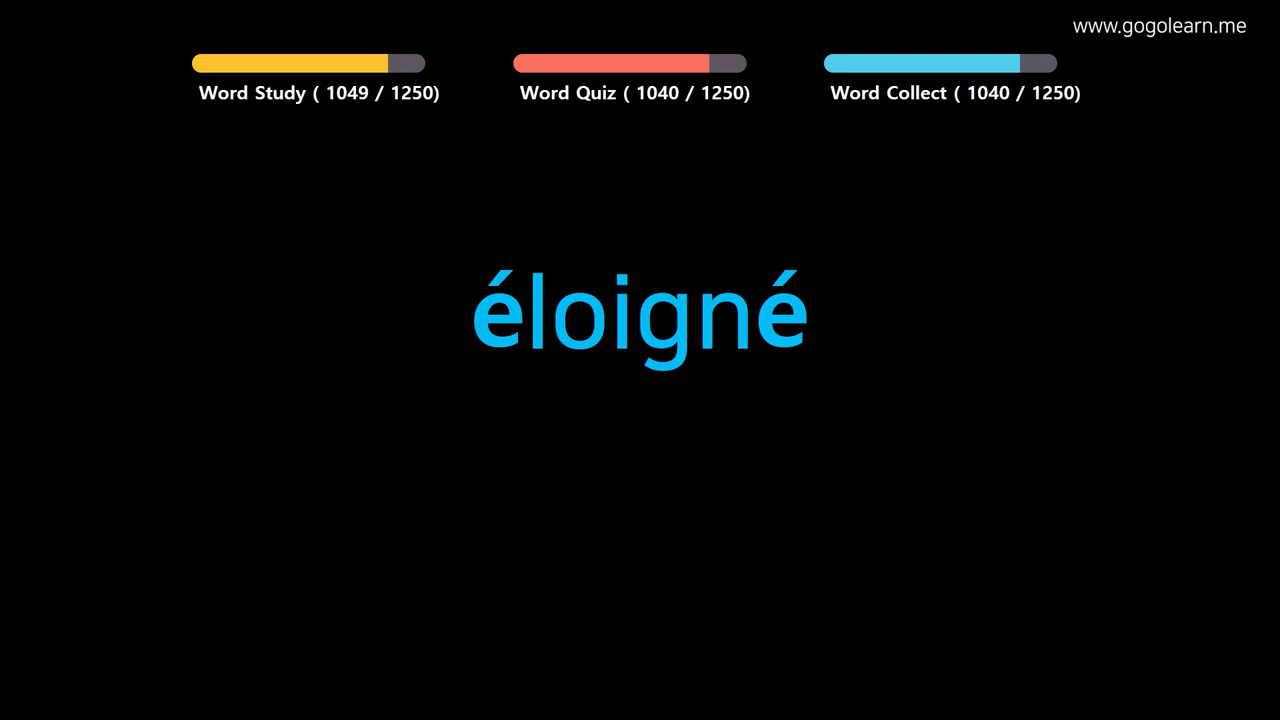 www.gogolearn.me
Word Study ( 1049 / 1250)
Word Quiz ( 1040 / 1250)
Word Collect ( 1040 / 1250)
éloigné